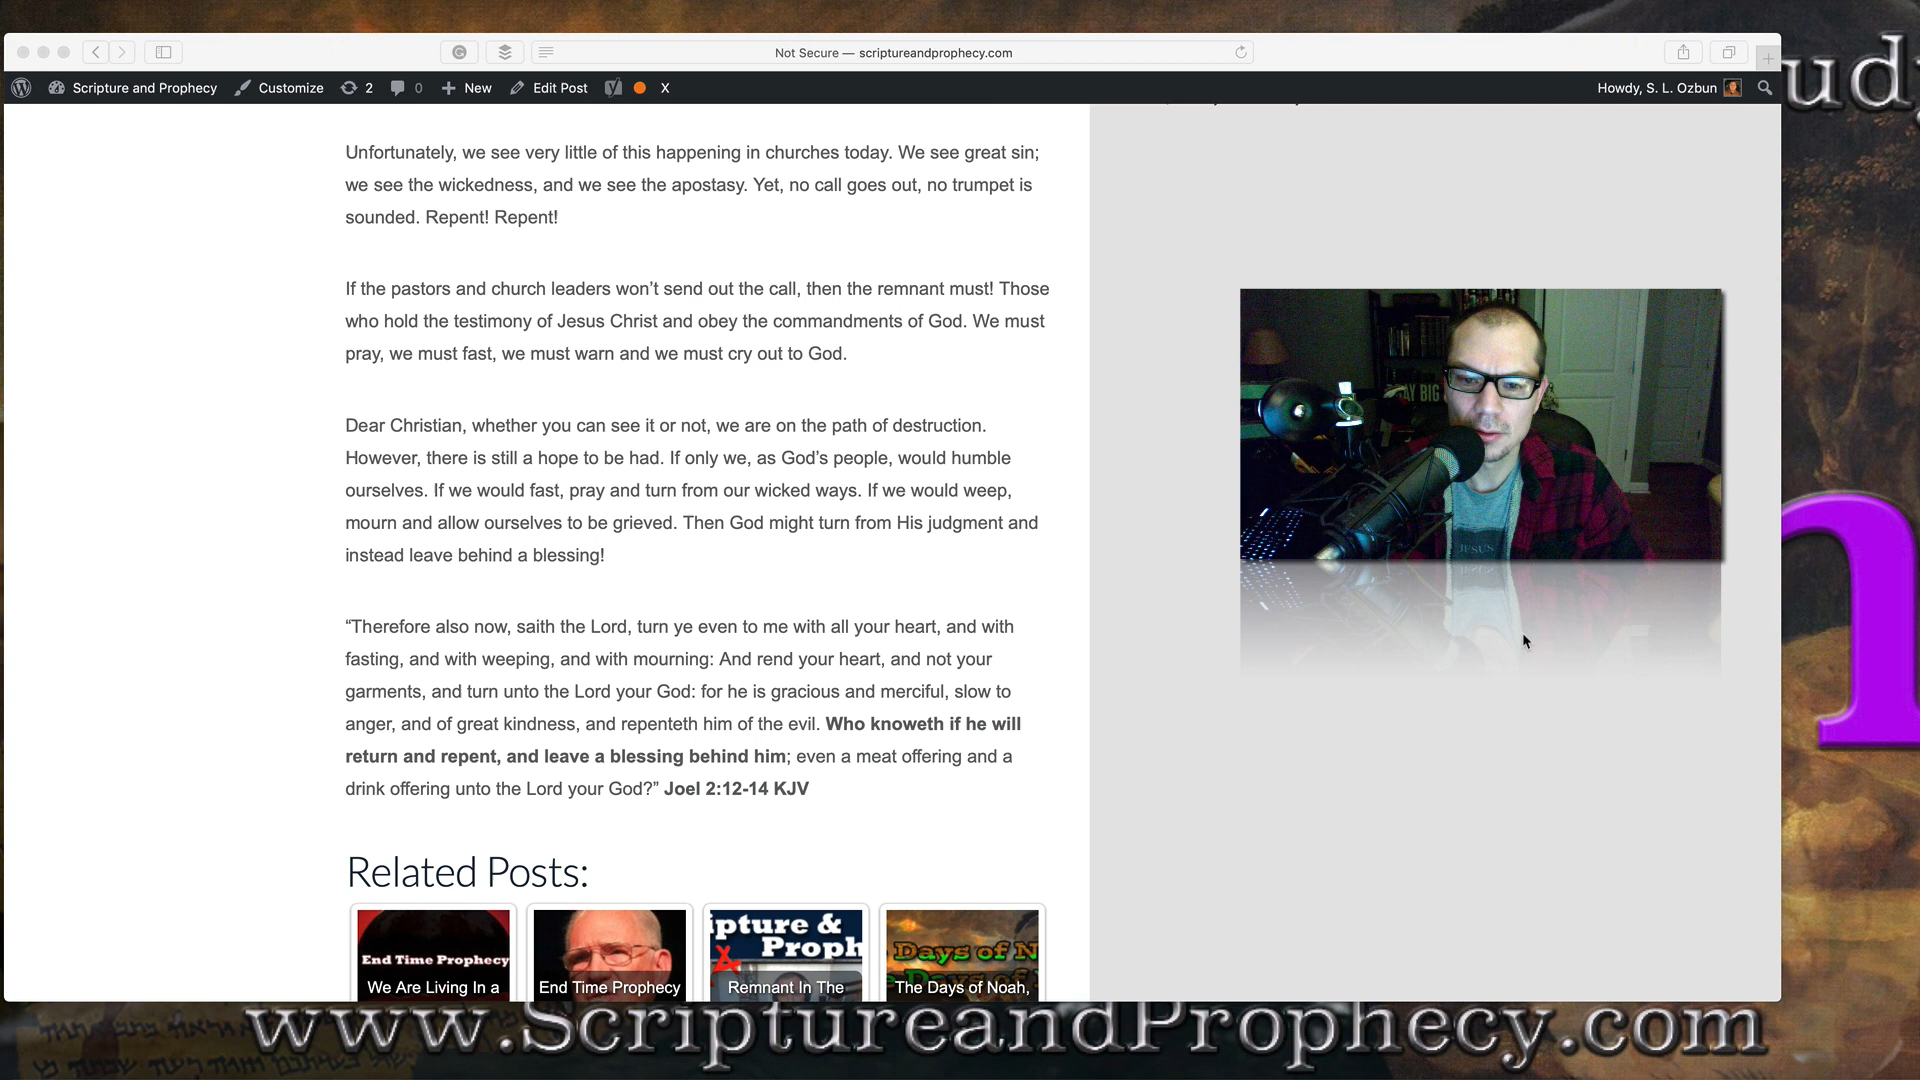 Not Secure — scriptureandprophecy.com
Scripture and Prophecy Customize 2 0 New Edit Post X Howdy, S. L. Ozbun
Unfortunately, we see very little of this happening in churches today. We see great sin;
we see the wickedness, and we see the apostasy. Yet, no call goes out, no trumpet is
sounded. Repent! Repent!
If the pastors and church leaders won’t send out the call, then the remnant must! Those
who hold the testimony of Jesus Christ and obey the commandments of God. We must
pray, we must fast, we must warn and we must cry out to God.
Dear Christian, whether you can see it or not, we are on the path of destruction.
However, there is still a hope to be had. If only we, as God’s people, would humble
ourselves. If we would fast, pray and turn from our wicked ways. If we would weep,
mourn and allow ourselves to be grieved. Then God might turn from His judgment and
instead leave behind a blessing!
“Therefore also now, saith the Lord, turn ye even to me with all your heart, and with
fasting, and with weeping, and with mourning: And rend your heart, and not your
garments, and turn unto the Lord your God: for he is gracious and merciful, slow to
anger, and of great kindness, and repenteth him of the evil. Who knoweth if he will
return and repent, and leave a blessing behind him; even a meat offering and a
drink offering unto the Lord your God?” Joel 2:12-14 KJV
Related Posts:
End Time Prophecy
We Are Living In a
End Time Prophecy
ipture &
Proph
Remnant In The
Days of N
The Days of Noah,
BIG
JESUS
ud
www.ScriptureandProphecy.com